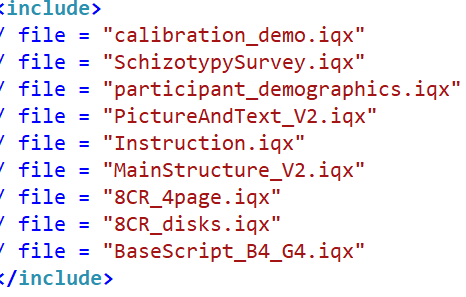 <include>
/ file = "calibration_demo.iqx"
/ file = "SchizotypySurvey.iqx"
/ file = "participant_demographics.iqx"
/ file = "PictureAndText_V2.iqx"
/ file = "Instruction.iqx"
/ file = "MainStructure_V2.iqx"
/ file = "8CR_4page.iqx"
/ file = "8CR_disks.iqx"
/ file = "BaseScript_B4_G4.iqx"
</include>